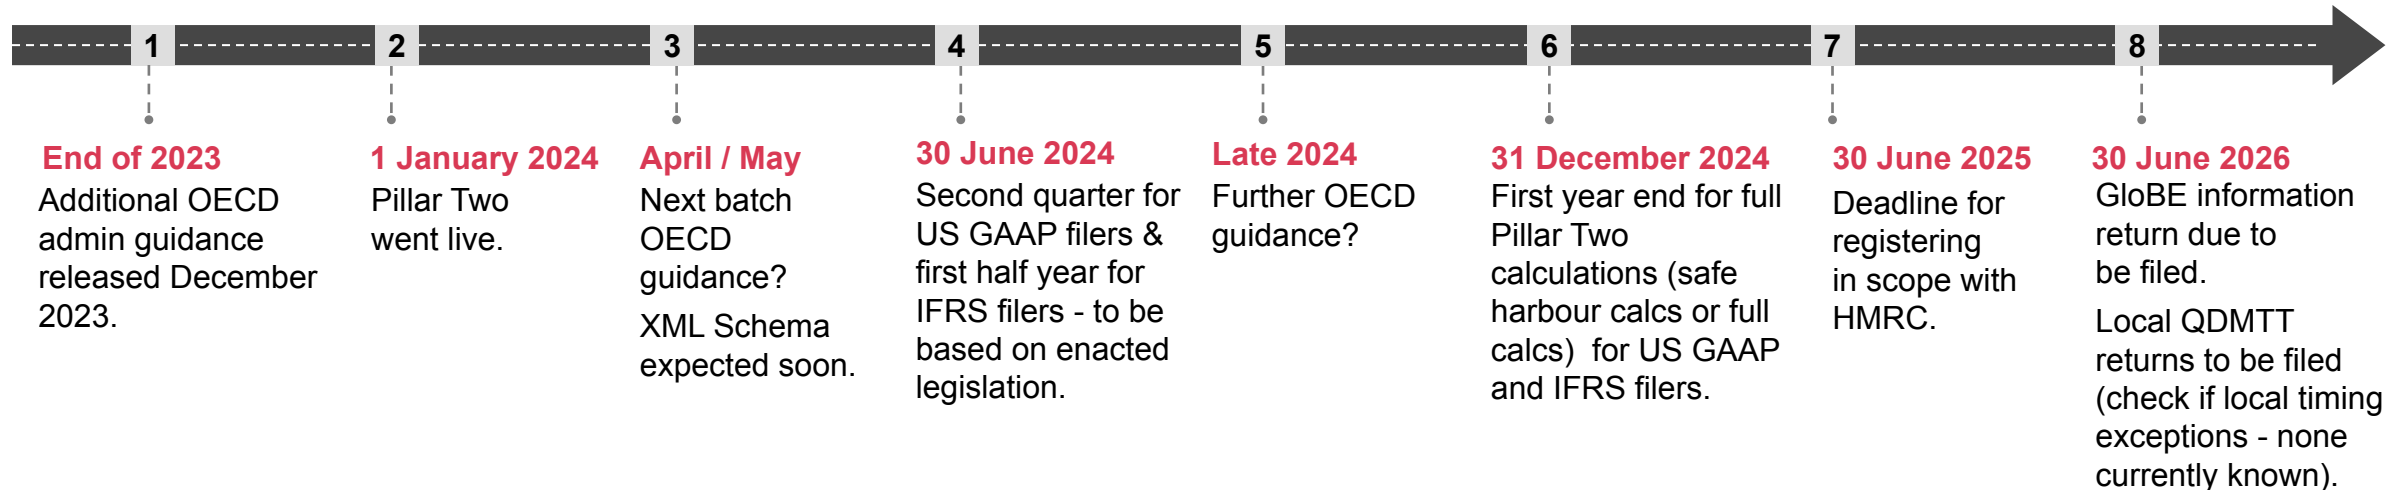 1
2
3
4
5
6
7
8
End of 2023
Additional OECD
admin guidance
released December
2023.
1 January 2024
Pillar Two
went live.
April / May
Next batch
OECD
guidance?
XML Schema
expected soon.
30 June 2024
Second quarter for
US GAAP filers &
first half year for
IFRS filers - to be
based on enacted
legislation.
Late 2024
Further OECD
guidance?
31 December 2024
First year end for full
Pillar Two
calculations (safe
harbour calcs or full
calcs)  for US GAAP
and IFRS filers.
30 June 2025
Deadline for
registering
in scope with
HMRC.
30 June 2026
GloBE information
return due to
be filed.
Local QDMTT
returns to be filed
(check if local timing
exceptions - none
currently known).